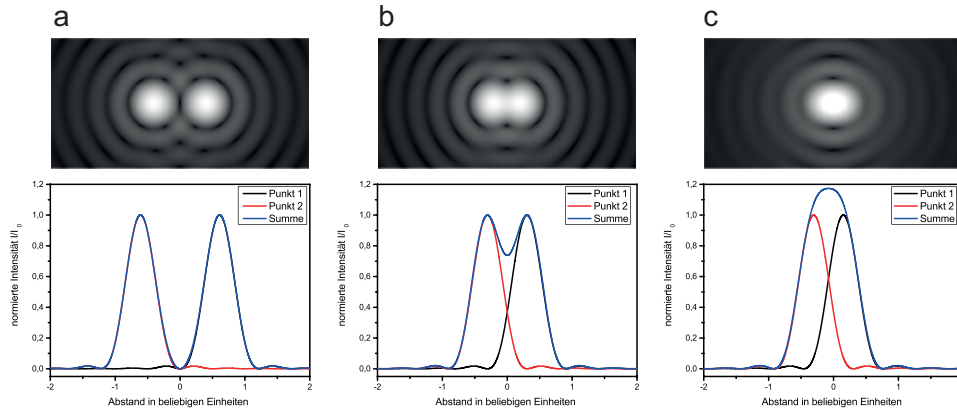 a
b
c
1,2
1,0
0,8
0,6
0,4
0,2
0,0
-2
-1
0
1
2
normierte Intensität I/I0
Abstand in beliebigen Einheiten
Punkt 1
Punkt 2
Summe
1,2
1,0
0,8
0,6
0,4
0,2
0,0
-2
-1
0
1
2
normierte Intensität I/I0
Abstand in beliebigen Einheiten
Punkt 1
Punkt 2
Summe
1,2
1,0
0,8
0,6
0,4
0,2
0,0
-2
-1
0
1
normierte Intensität I/I0
Abstand in beliebigen Einheiten
Punkt 1
Punkt 2
Summe